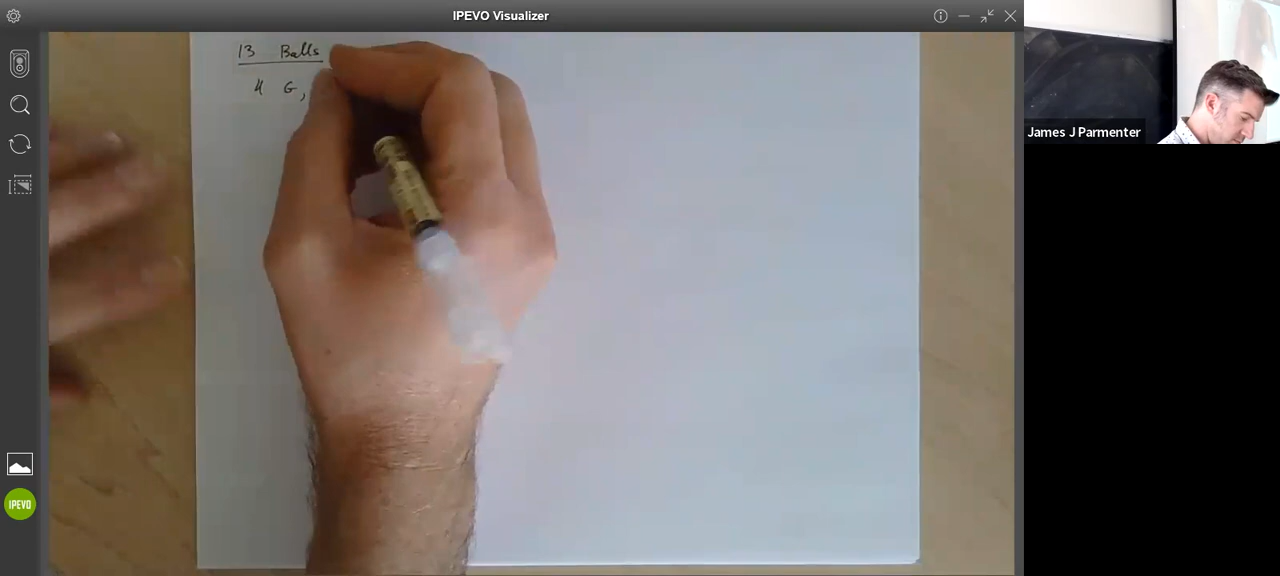 IPEVO Visualizer
13 Balls
4 G,
James J Parmenter
IPEVO